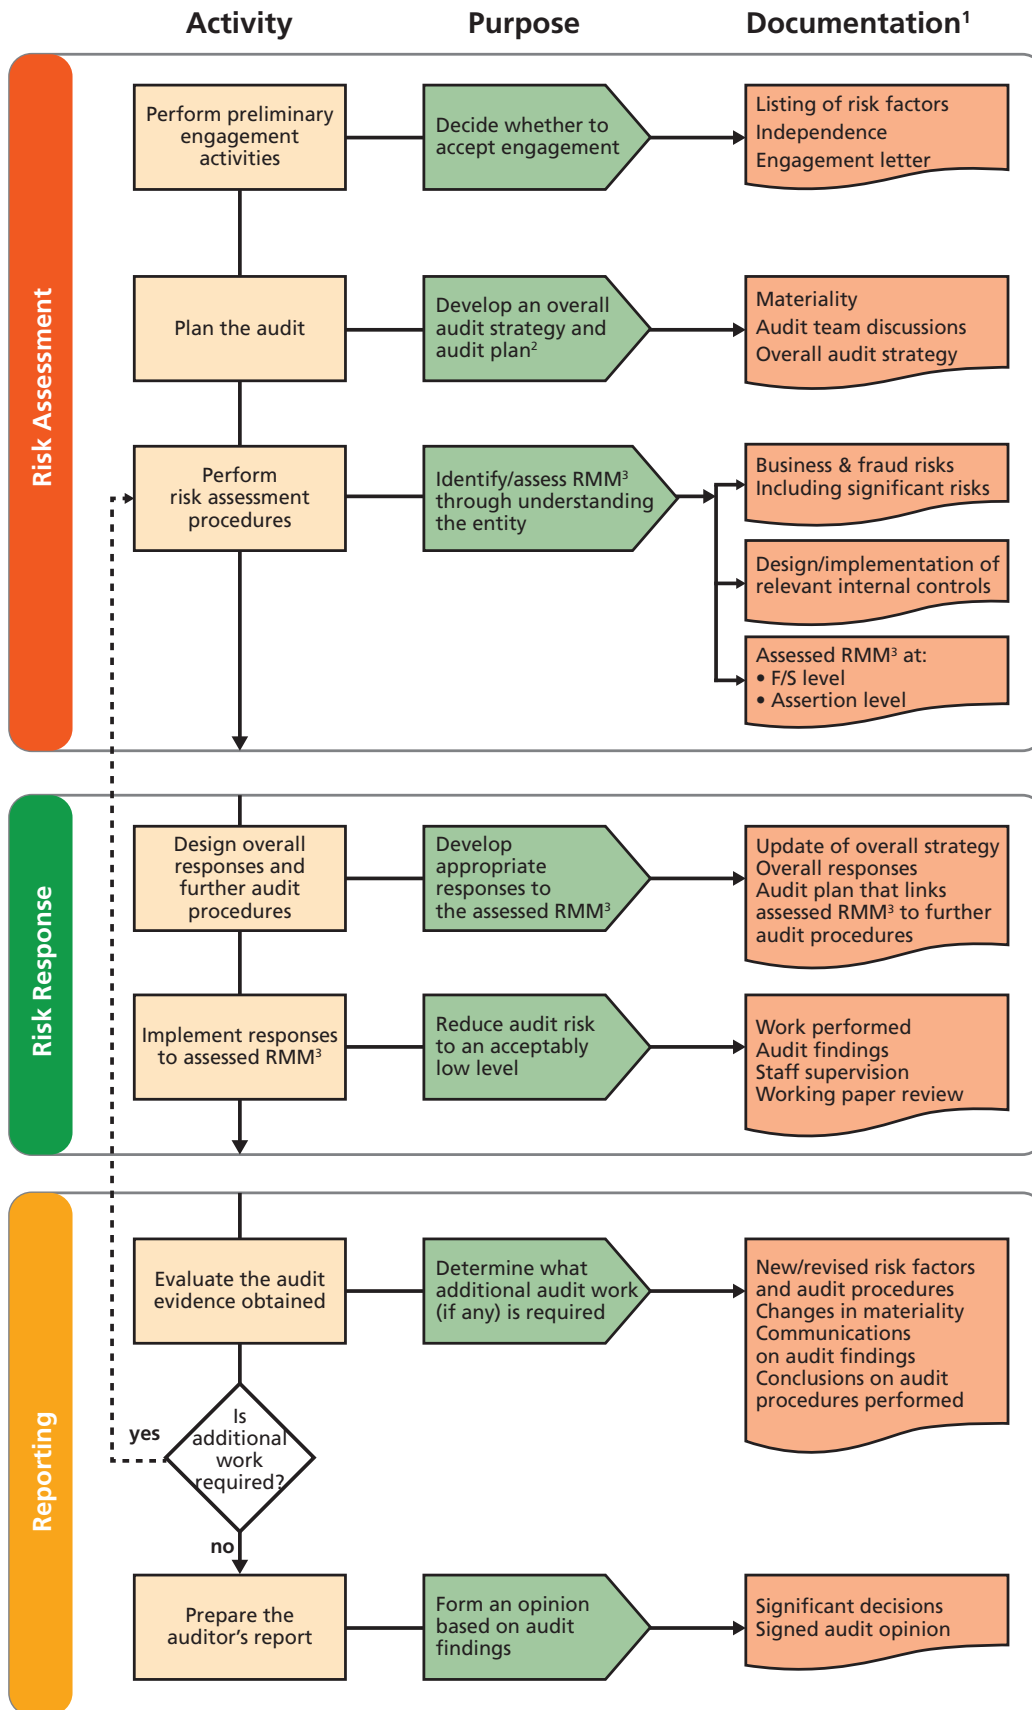 Activity
Purpose
Documentation¹
Risk Assessment
Perform preliminary
engagement
activities
Decide whether to
accept engagement
Listing of risk factors
Independence
Engagement letter
Plan the audit
Develop an overall
audit strategy and
audit plan²
Materiality
Audit team discussions
Overall audit strategy
Perform
risk assessment
procedures
Identify/assess RMM³
through understanding
the entity
Business & fraud risks
Including significant risks
Design/implementation of
relevant internal controls
Assessed RMM³ at:
• F/S level
• Assertion level
Risk Response
Design overall
responses and
further audit
procedures
Develop
appropriate
responses to
the assessed RMM³
Update of overall strategy
Overall responses
Audit plan that links
assessed RMM³ to further
audit procedures
Implement responses
to assessed RMM³
Reduce audit risk
to an acceptably
low level
Work performed
Audit findings
Staff supervision
Working paper review
Reporting
Evaluate the audit
evidence obtained
Determine what
additional audit work
(if any) is required
New/revised risk factors
and audit procedures
Changes in materiality
Communications
on audit findings
Conclusions on audit
procedures performed
yes
Is
additional
work
required?
no
Prepare the
auditor’s report
Form an opinion
based on audit
findings
Significant decisions
Signed audit opinion